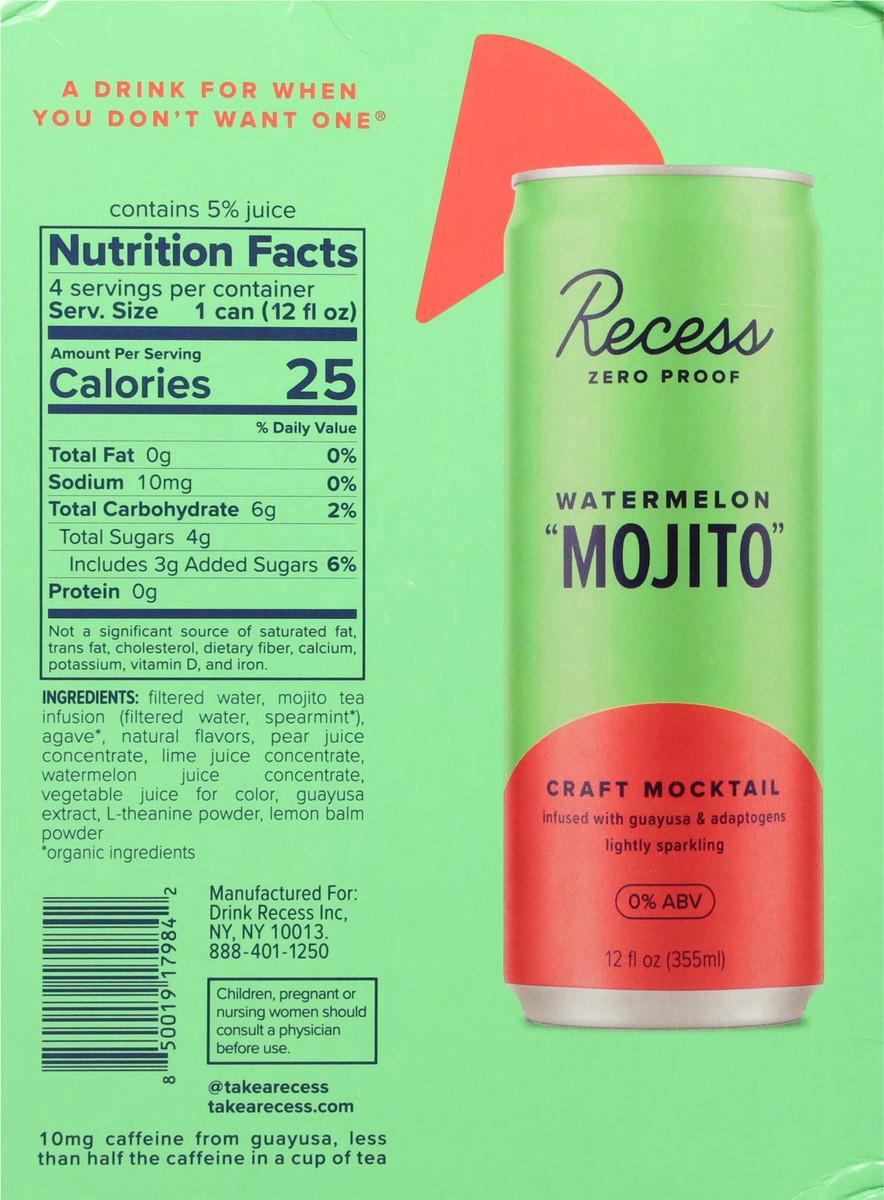 A DRINK FOR WHEN
YOU DON'T WANT ONE®
contains 5% juice
Nutrition Facts
4 servings per container
Serv. Size 1 can (12 fl oz)
Amount Per Serving
Calories 25
% Daily Value
Total Fat 0g 0%
Sodium 10mg 0%
Total Carbohydrate 6g 2%
Total Sugars 4g
Includes 3g Added Sugars 6%
Protein 0g
Not a significant source of saturated fat,
trans fat, cholesterol, dietary fiber, calcium,
potassium, vitamin D, and iron.
INGREDIENTS: filtered water, mojito tea
infusion (filtered water, spearmint*),
agave*, natural flavors, pear juice
concentrate, lime juice concentrate,
watermelon juice concentrate,
vegetable juice for color, guayusa
extract, L-theanine powder, lemon balm
powder
*organic ingredients
8 50019 17984 2
Manufactured For:
Drink Recess Inc,
NY, NY 10013.
888-401-1250
Children, pregnant or
nursing women should
consult a physician
before use.
@takearecess
takearecess.com
10mg caffeine from guayusa, less
than half the caffeine in a cup of tea
Recess
ZERO PROOF
WATERMELON
"MOJITO"
CRAFT MOCKTAIL
infused with guayusa & adaptogens
lightly sparkling
0% ABV
12 fl oz (355ml)